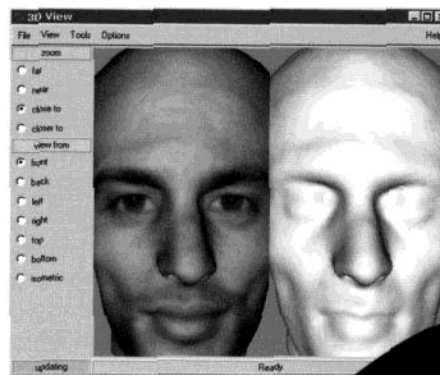 3D View
File View Tools Options Help
zoom
far
near
close to
closer to
view from
front
back
left
right
top
bottom
isometric
updating Ready